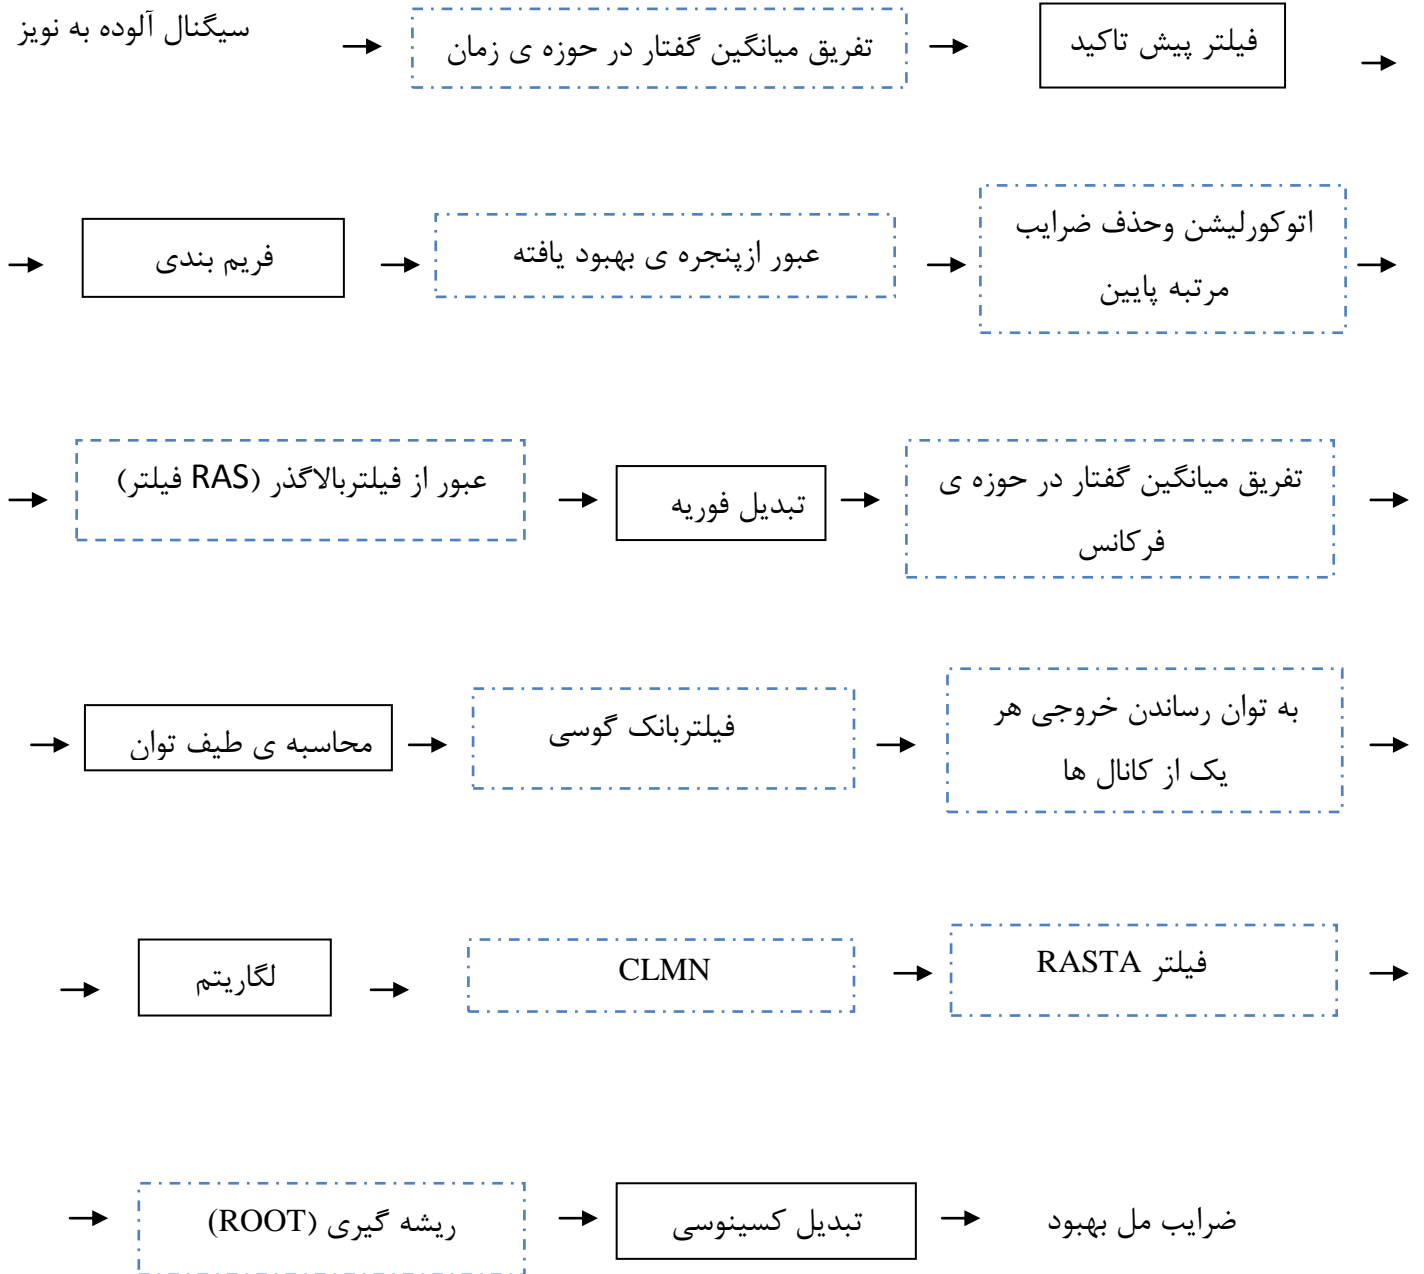 سیگنال آلوده به نویز
تفریق میانگین گفتار در حوزه ی زمان
فیلتر پیش تاکید
فریم بندی
عبور ازپنجره ی بهبود یافته
اتوکورلیشن وحذف ضرایب
مرتبه پایین
عبور از فیلتربالاگذر (RAS فیلتر)
تبدیل فوریه
تفریق میانگین گفتار در حوزه ی
فرکانس
محاسبه ی طیف توان
فیلتربانک گوسی
به توان رساندن خروجی هر
یک از کانال ها
لگاریتم
CLMN
فیلتر RASTA
ریشه گیری (ROOT)
تبدیل کسینوسی
ضرایب مل بهبود